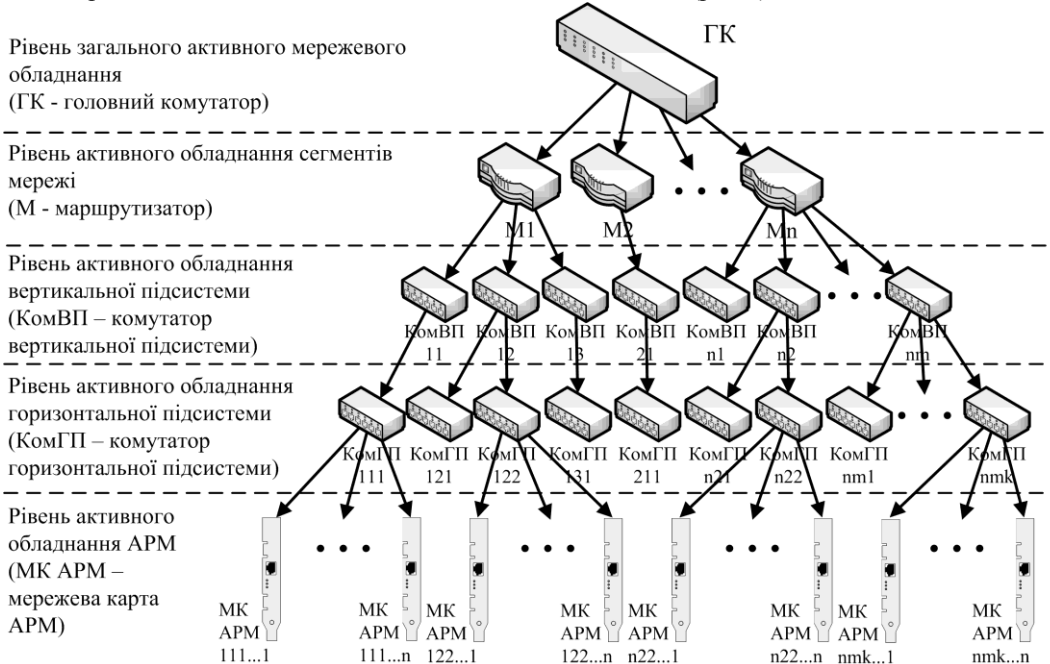 ГК
Рівень загального активного мережевого
обладнання
(ГК - головний комутатор)
Рівень активного обладнання сегментів
мережі
(М - маршрутизатор)
М1
М2
Мn
Рівень активного обладнання
вертикальної підсистеми
(КомВП – комутатор
вертикальної підсистеми)
КомВП КомВП КомВП КомВП КомВП КомВП КомВП
11 12 13 21 n1 n2 nm
Рівень активного обладнання
горизонтальної підсистеми
(КомГП – комутатор
горизонтальної підсистеми)
КомГП КомГП КомГП КомГП КомГП КомГП КомГП КомГП КомГП
111 121 122 131 211 n21 n22 nm1 nmk
Рівень активного
обладнання АРМ
(МК АРМ –
мережева карта
АРМ)
МК МК МК МК МК МК МК МК
АРМ АРМ АРМ АРМ АРМ АРМ АРМ АРМ
111...1 111...n 122...1 122...n n22...1 n22...n nmk...1 nmk...n